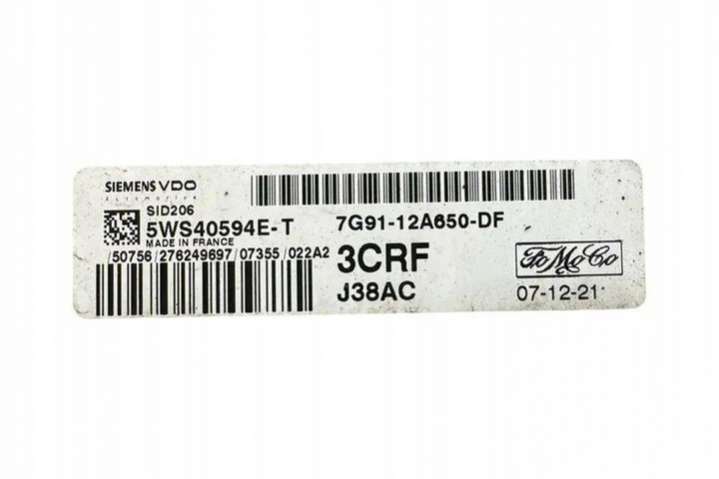 SIEMENS VDO
Automotive
SID206
5WS40594E-T
MADE IN FRANCE
/50756/276249697/07355/022A2
7G91-12A650-DF
3CRF
J38AC
FoMoCo
07-12-21